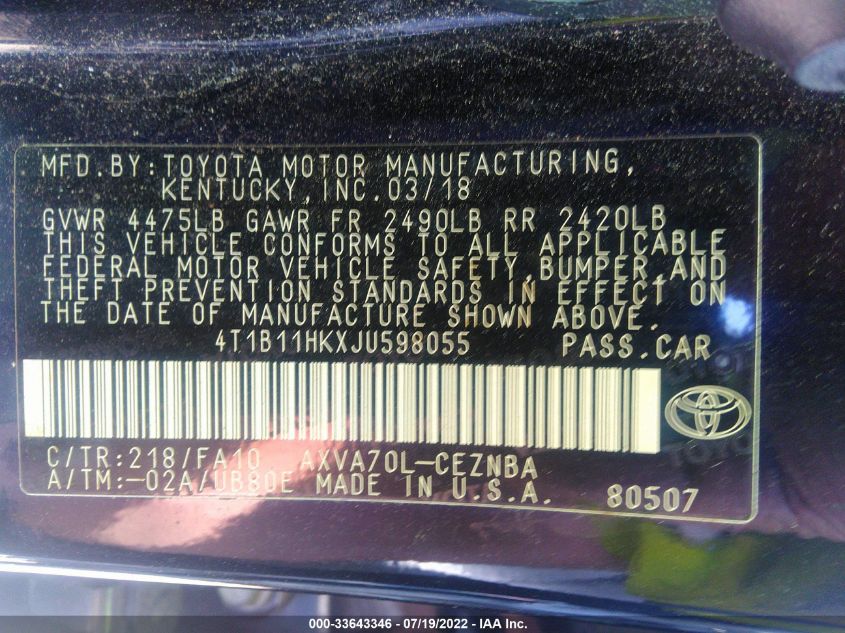 MFD.BY:TOYOTA MOTOR MANUFACTURING,
KENTUCKY,INC.03/18
GVWR 4475LB GAWR FR 2490LB RR 2420LB
THIS VEHICLE CONFORMS TO ALL APPLICABLE
FEDERAL MOTOR VEHICLE SAFETY,BUMPER,AND
THEFT PREVENTION STANDARDS IN EFFECT ON
THE DATE OF MANUFACTURE SHOWN ABOVE.
4T1B11HKXJU598055 PASS.CAR
C/TR:218/FA10 AXVA70L-CEZNBA
A/TM:-02A/UB80E MADE IN U.S.A. 80507
000-33643346 - 07/19/2022 - IAA Inc.